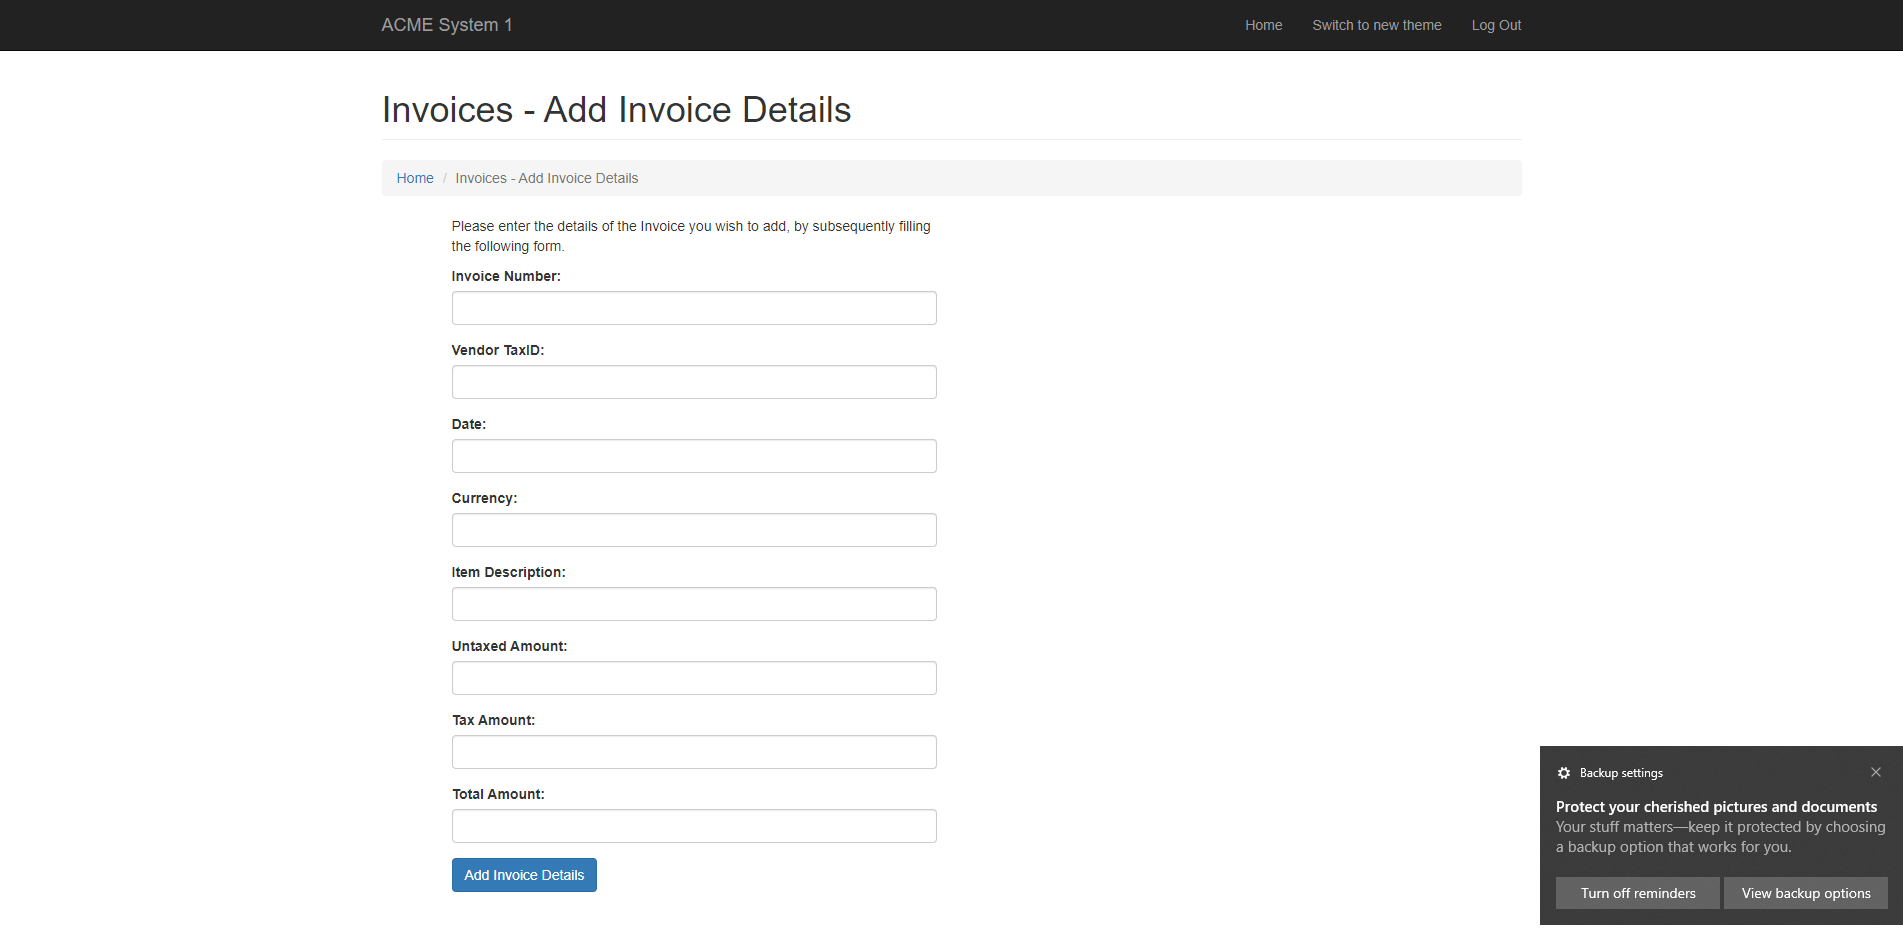 ACME System 1
Home
Switch to new theme
Log Out
Invoices - Add Invoice Details
Home / Invoices - Add Invoice Details
Please enter the details of the Invoice you wish to add, by subsequently filling
the following form.
Invoice Number:
Vendor TaxID:
Date:
Currency:
Item Description:
Untaxed Amount:
Tax Amount:
Total Amount:
Add Invoice Details
Backup settings
Protect your cherished pictures and documents
Your stuff matters—keep it protected by choosing
a backup option that works for you.
Turn off reminders
View backup options